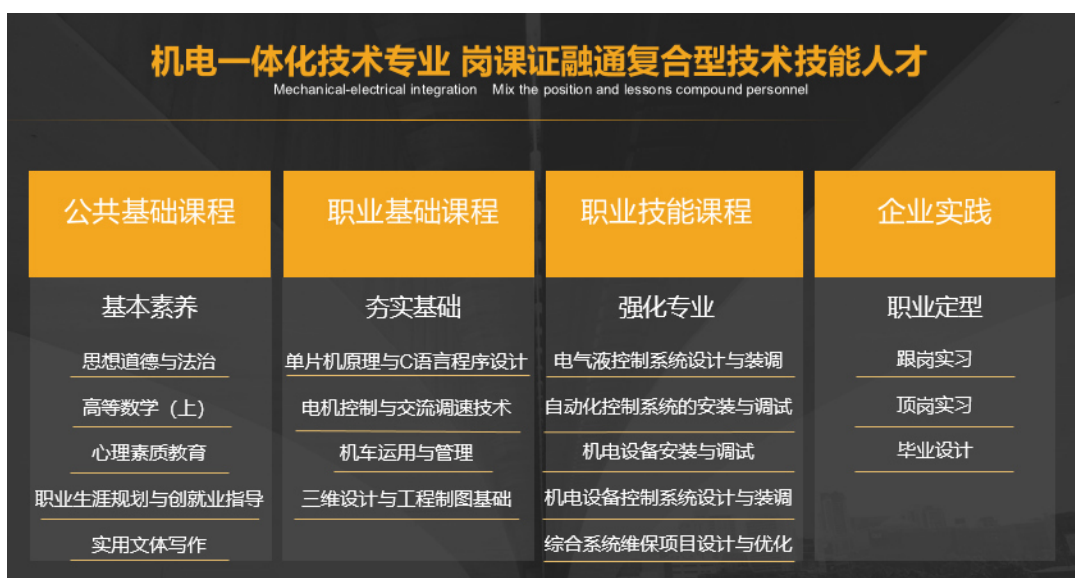 机电一体化技术专业 岗课证融通复合型技术技能人才
Mechanical-electrical integration Mix the position and lessons compound personnel
公共基础课程
基本素养
思想道德与法治
高等数学（上）
心理素质教育
职业生涯规划与创就业指导
实用文体写作
职业基础课程
夯实基础
单片机原理与C语言程序设计
电机控制与交流调速技术
机车运用与管理
三维设计与工程制图基础
职业技能课程
强化专业
电气液控制系统设计与装调
自动化控制系统的安装与调试
机电设备安装与调试
机电设备控制系统设计与装调
综合系统维保项目设计与优化
企业实践
职业定型
跟岗实习
顶岗实习
毕业设计